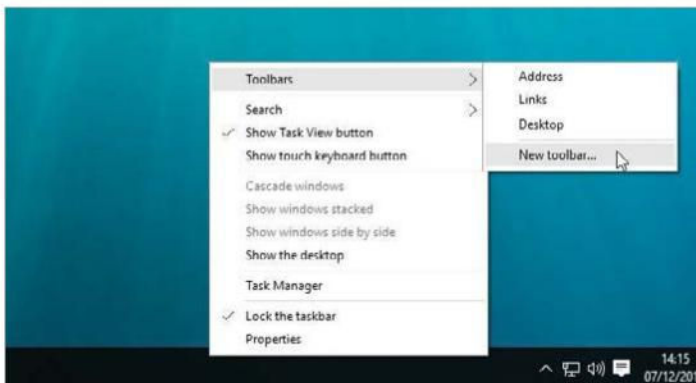 Toolbars
Search
Show Task View button
Show touch keyboard button
Cascade windows
Show windows stacked
Show windows side by side
Show the desktop
Task Manager
Lock the taskbar
Properties
Address
Links
Desktop
New toolbar...
14:15